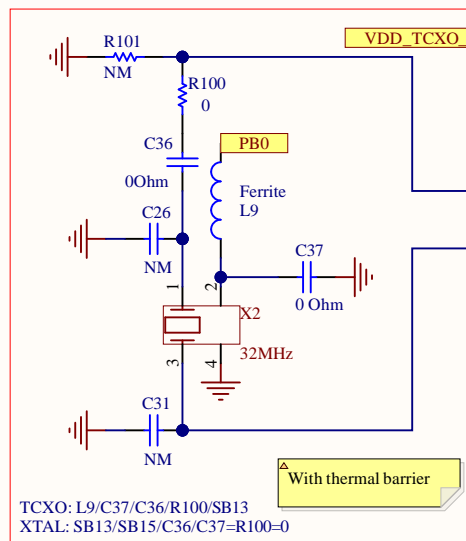 R101
VDD_TCXO_
NM
R100
0
C36
PB0
0Ohm
Ferrite
L9
C26
C37
NM
1
2
0 Ohm
X2
32MHz
3
4
C31
NM
With thermal barrier
TCXO: L9/C37/C36/R100/SB13
XTAL: SB13/SB15/C36/C37=R100=0